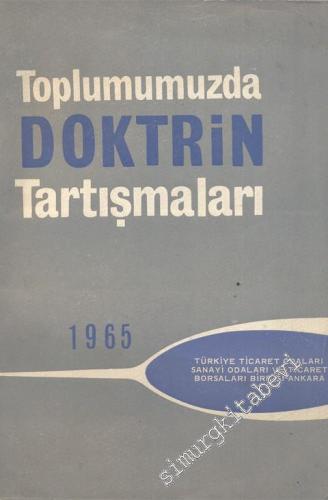 Toplumumuzda
DOKTRİN
Tartışmaları
1965
TÜRKİYE TİCARET ODALARI
SANAYİ ODALARI VE TİCARET
BORSALARI BİRLİĞİ-ANKARA
simurgkitabevi.com